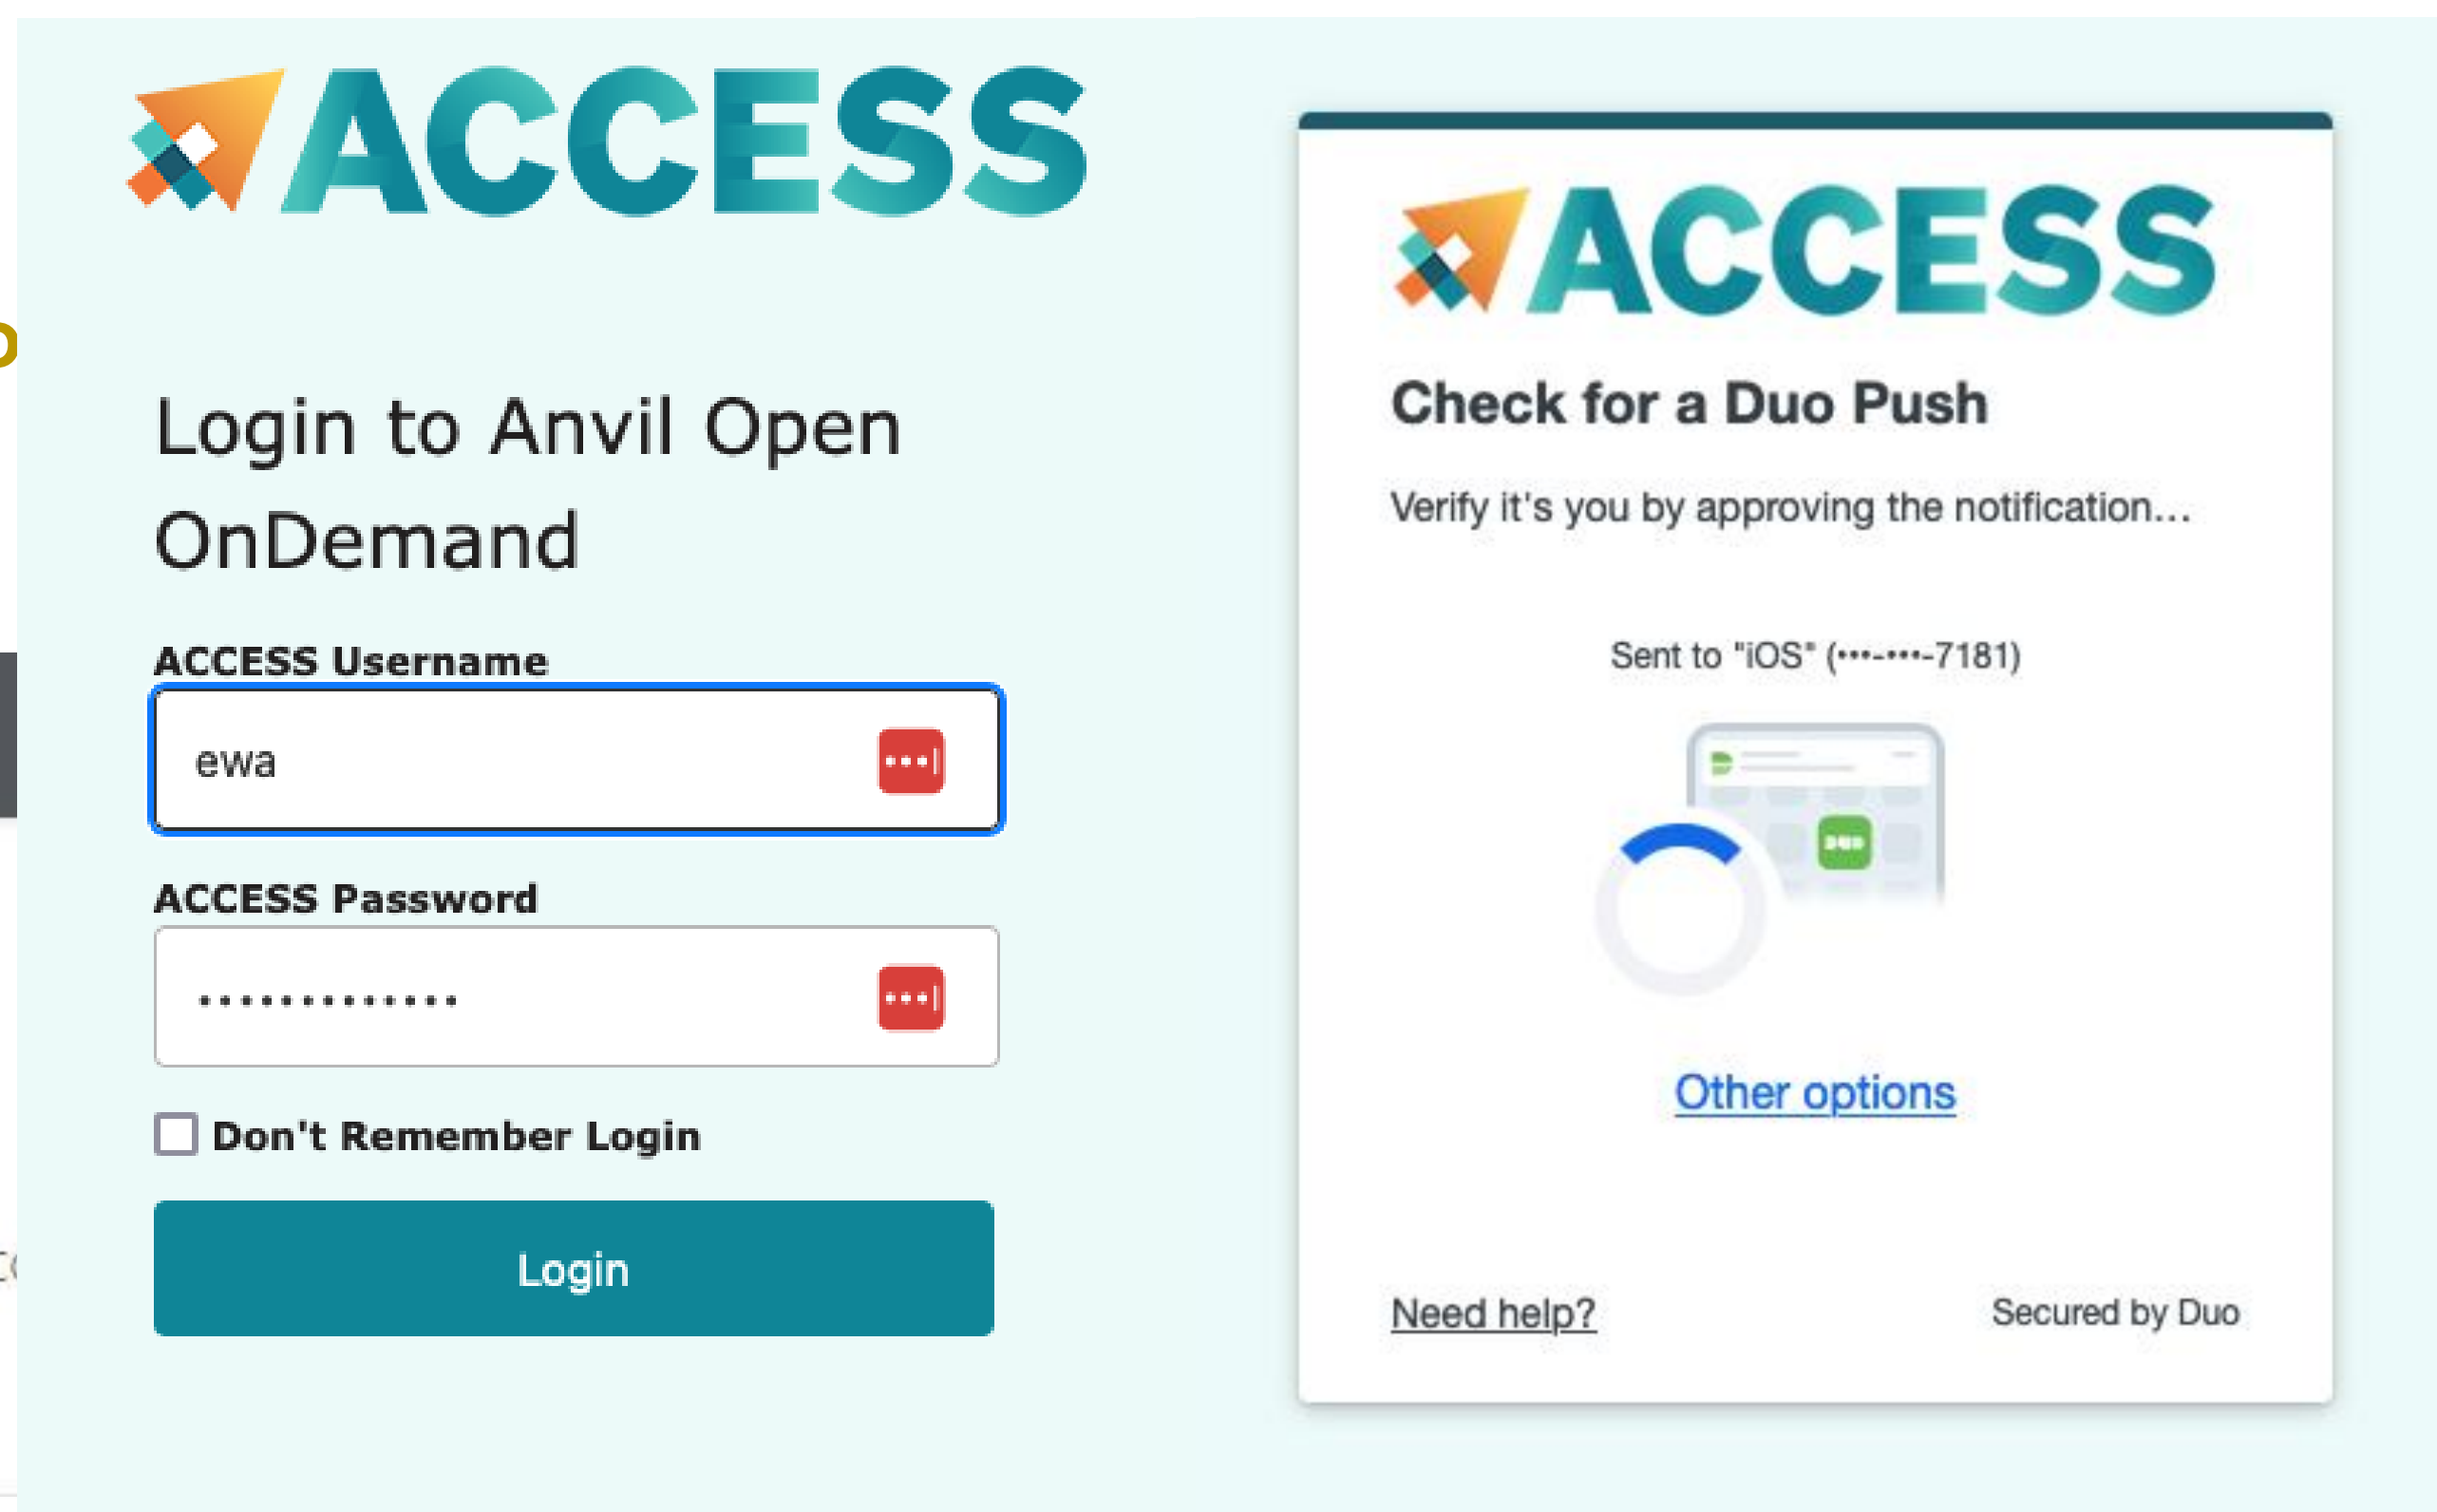 ACCESS
Login to Anvil Open
OnDemand
ACCESS Username
ewa
ACCESS Password
•••••••••••••
Don't Remember Login
Login
ACCESS
Check for a Duo Push
Verify it's you by approving the notification...
Sent to "iOS" (•••-•••-7181)
DUO
Other options
Need help?
Secured by Duo